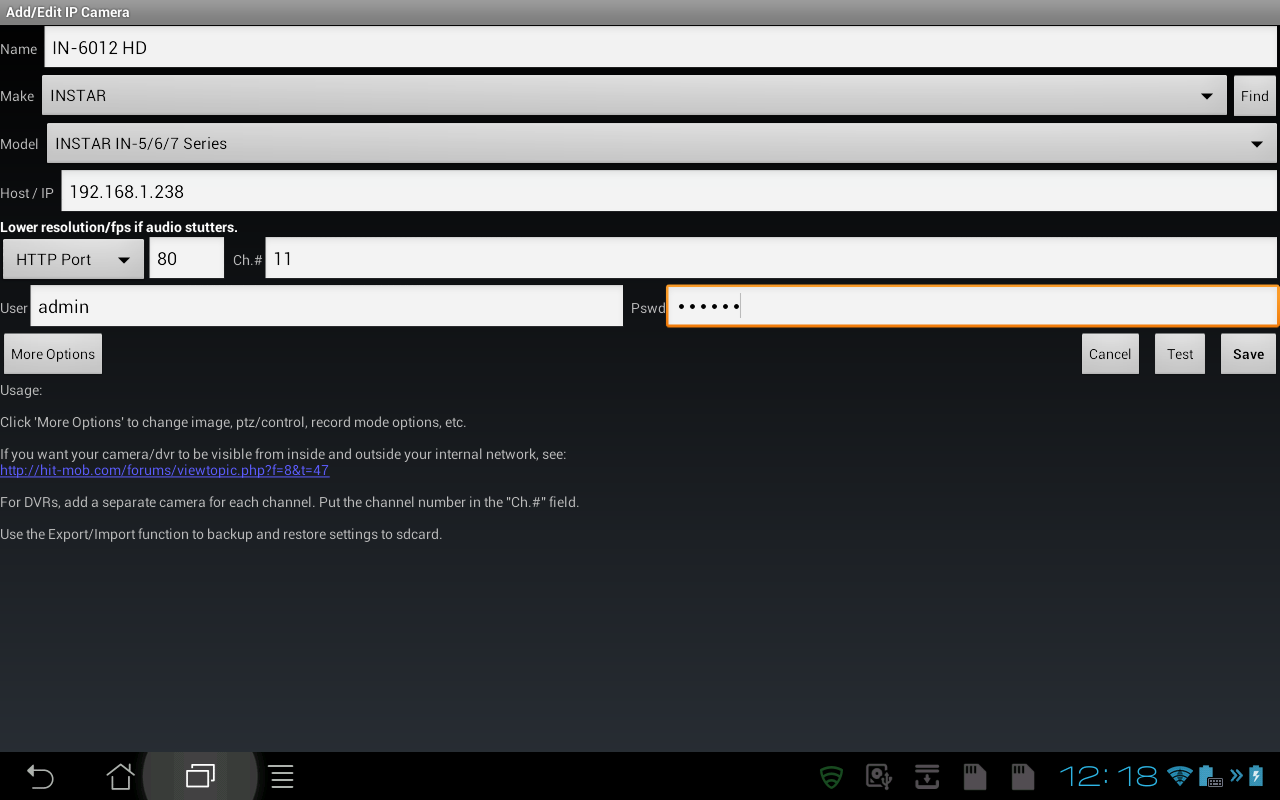 Add/Edit IP Camera
Name IN-6012 HD
Make INSTAR Find
Model INSTAR IN-5/6/7 Series
Host / IP 192.168.1.238
Lower resolution/fps if audio stutters.
HTTP Port 80 Ch.# 11
User admin Pswd ••••••
More Options Cancel Test Save
Usage:
Click 'More Options' to change image, ptz/control, record mode options, etc.
If you want your camera/dvr to be visible from inside and outside your internal network, see:
http://hit-mob.com/forums/viewtopic.php?f=8&t=47
For DVRs, add a separate camera for each channel. Put the channel number in the "Ch.#" field.
Use the Export/Import function to backup and restore settings to sdcard.
12:18